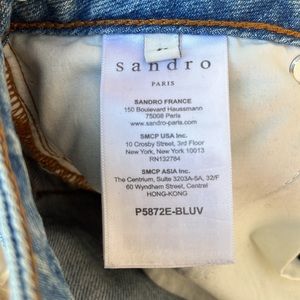 sandro
PARIS
SANDRO FRANCE
150 Boulevard Haussmann
75008 Paris
www.sandro-paris.com
SMCP USA Inc.
10 Crosby Street, 3rd Floor
New York, New York 10013
RN132784
SMCP ASIA Inc.
The Centrium, Suite 3203A-5A, 32/F
60 Wyndham Street, Central
HONG-KONG
P5872E-BLUV